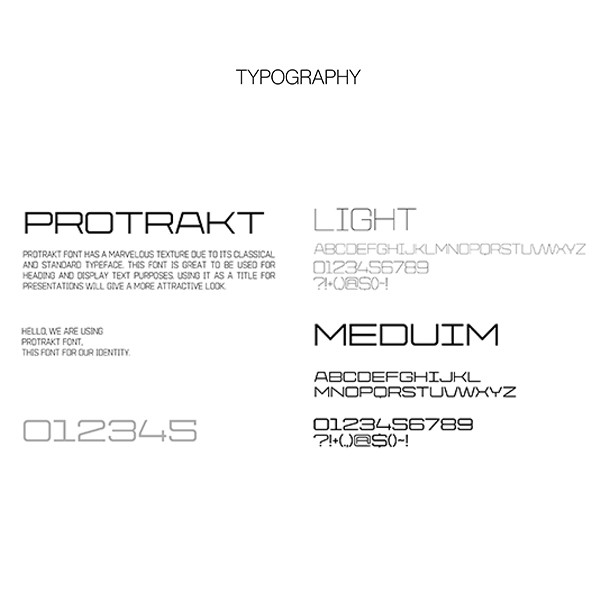 TYPOGRAPHY
PROTRAKT
PROTRAKT FONT HAS A MARVELOUS TEXTURE DUE TO ITS CLASSICAL
AND STANDARD TYPEFACE. THIS FONT IS GREAT TO BE USED FOR
HEADING AND DISPLAY TEXT PURPOSES. USING IT AS A TITLE FOR
PRESENTATIONS WILL GIVE A MORE ATTRACTIVE LOOK.
HELLO, WE ARE USING
PROTRAKT FONT,
THIS FONT FOR OUR IDENTITY.
012345
LIGHT
ABCDEFGHIJKLMNOPQRSTUVWXYZ
0123456789
?!+(,)@$()~!
MEDUIM
ABCDEFGHIJKL
MNOPQRSTUVWXYZ
0123456789
?!+(,)@$()~!